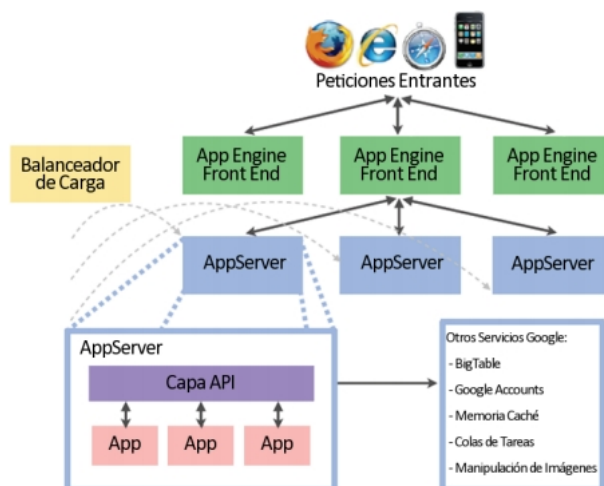 Peticiones Entrantes
Balanceador
de Carga
App Engine
Front End
App Engine
Front End
App Engine
Front End
AppServer
AppServer
AppServer
AppServer
Capa API
App
App
App
Otros Servicios Google:
- BigTable
- Google Accounts
- Memoria Caché
- Colas de Tareas
- Manipulación de Imágenes